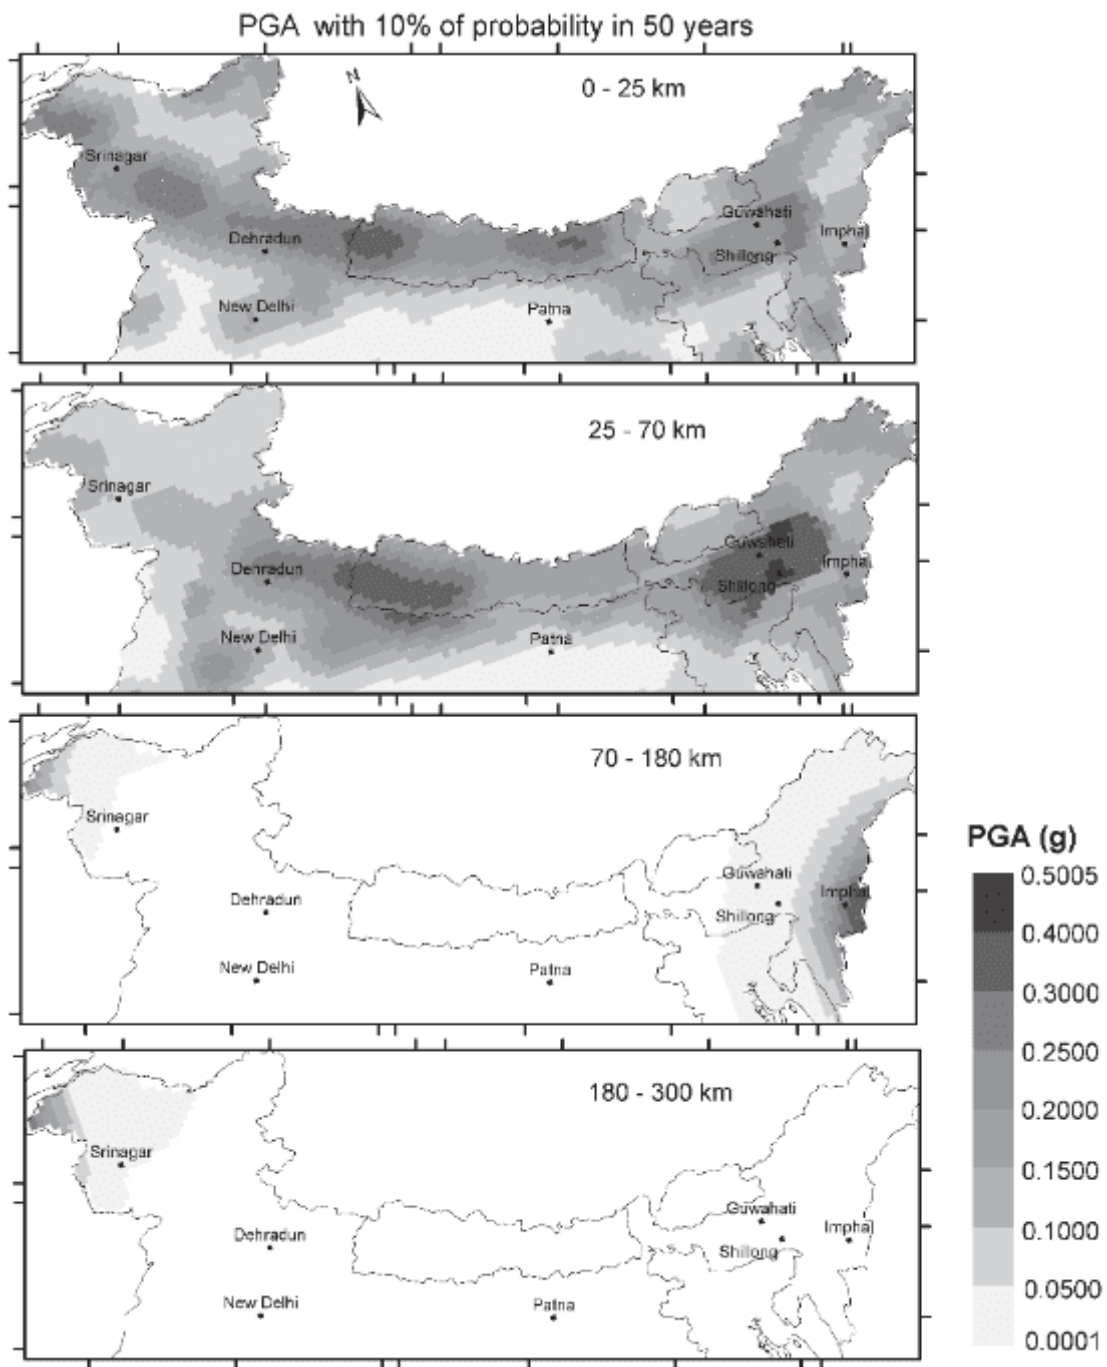 PGA with 10% of probability in 50 years
N
0 - 25 km
Srinagar
Guwahati
Dehradun
Imphal
Shillong
New Delhi
Patna
25 - 70 km
Srinagar
Guwahati
Dehradun
Imphal
Shillong
New Delhi
Patna
70 - 180 km
Srinagar
Guwahati
Dehradun
Imphal
Shillong
New Delhi
Patna
180 - 300 km
Srinagar
Guwahati
Dehradun
Imphal
Shillong
New Delhi
Patna
PGA (g)
0.5005
0.4000
0.3000
0.2500
0.2000
0.1500
0.1000
0.0500
0.0001